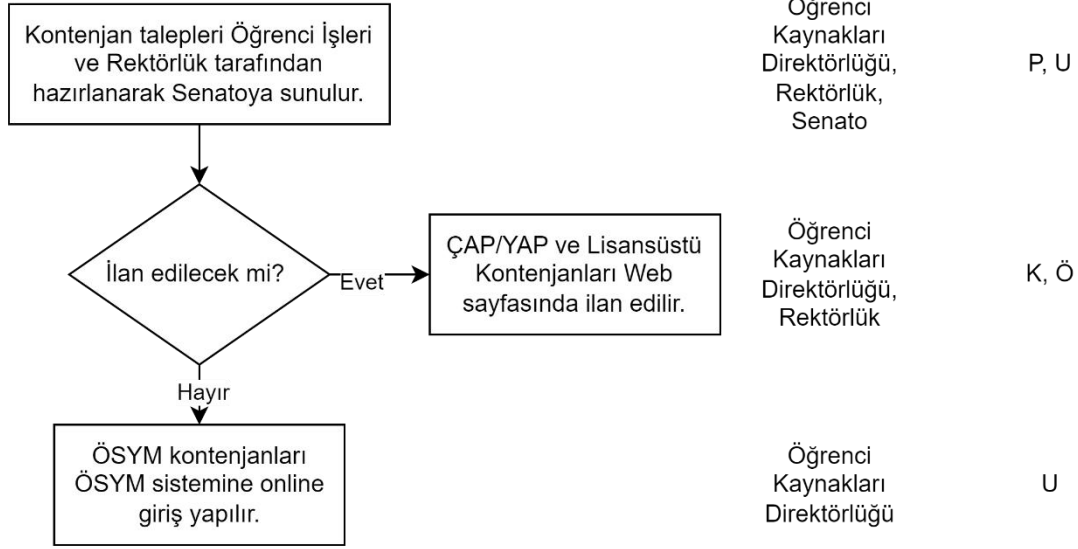 Kontenjan talepleri Öğrenci İşleri
ve Rektörlük tarafından
hazırlanarak Senatoya sunulur.
Öğrenci
Kaynakları
Direktörlüğü,
Rektörlük,
Senato
P, U
İlan edilecek mi?
Evet
ÇAP/YAP ve Lisansüstü
Kontenjanları Web
sayfasında ilan edilir.
Öğrenci
Kaynakları
Direktörlüğü,
Rektörlük
K, Ö
Hayır
ÖSYM kontenjanları
ÖSYM sistemine online
giriş yapılır.
Öğrenci
Kaynakları
Direktörlüğü
U